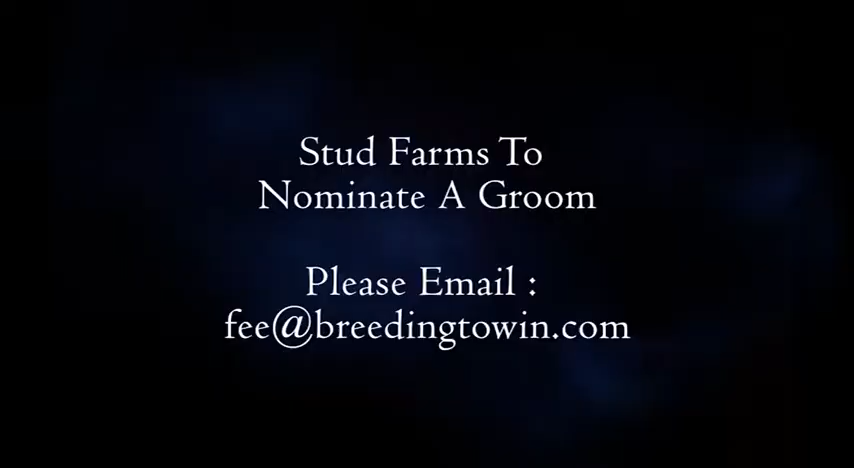 Stud Farms To
Nominate A Groom
Please Email :
fee@breedingtowin.com